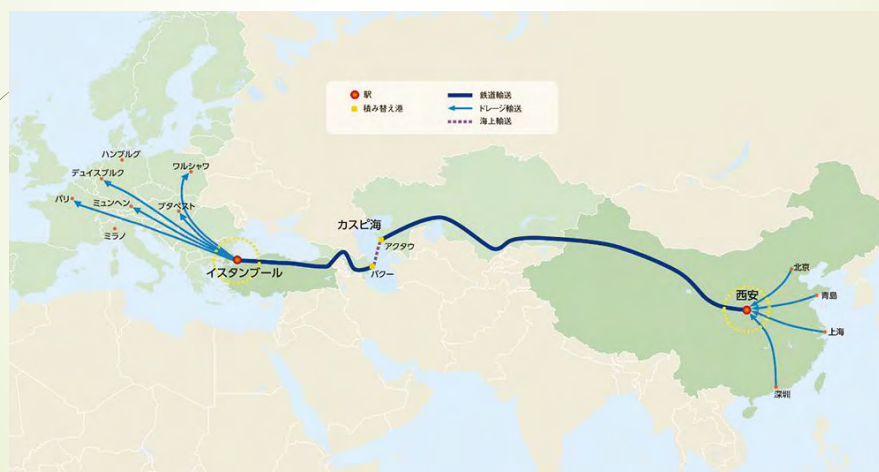 駅
積み替え港
鉄道輸送
ドレージ輸送
海上輸送
ハンブルグ
デュイスブルク
ワルシャワ
パリ
ミュンヘン
ブタペスト
ミラノ
イスタンブール
カスピ海
アクタウ
バクー
西安
北京
青島
上海
深圳